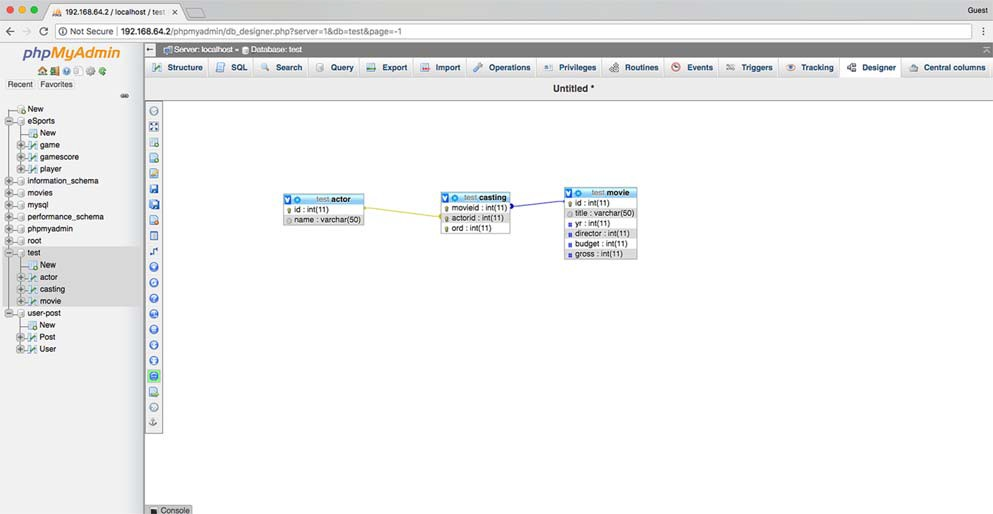 192.168.64.2 / localhost / test
Guest
Not Secure 192.168.64.2/phpmyadmin/db_designer.php?server=1&db=test&page=-1
phpMyAdmin
Recent Favorites
New
eSports
New
game
gamescore
player
information_schema
movies
mysql
performance_schema
phpmyadmin
root
test
New
actor
casting
movie
user-post
New
Post
User
Server: localhost » Database: test
Structure SQL Search Query Export Import Operations Privileges Routines Events Triggers Tracking Designer Central columns
Untitled *
test actor
id : int(11)
name : varchar(50)
test casting
movieid : int(11)
actorid : int(11)
ord : int(11)
test movie
id : int(11)
title : varchar(50)
yr : int(11)
director : int(11)
budget : int(11)
gross : int(11)
Console